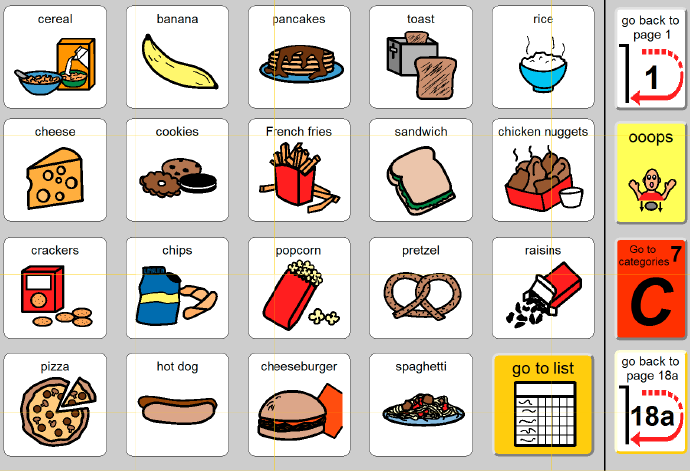 cereal
banana
pancakes
toast
rice
go back to
page 1
1
cheese
cookies
French fries
sandwich
chicken nuggets
ooops
crackers
chips
popcorn
pretzel
raisins
Go to
categories 7
C
pizza
hot dog
cheeseburger
spaghetti
go to list
go back to
page 18a
18a